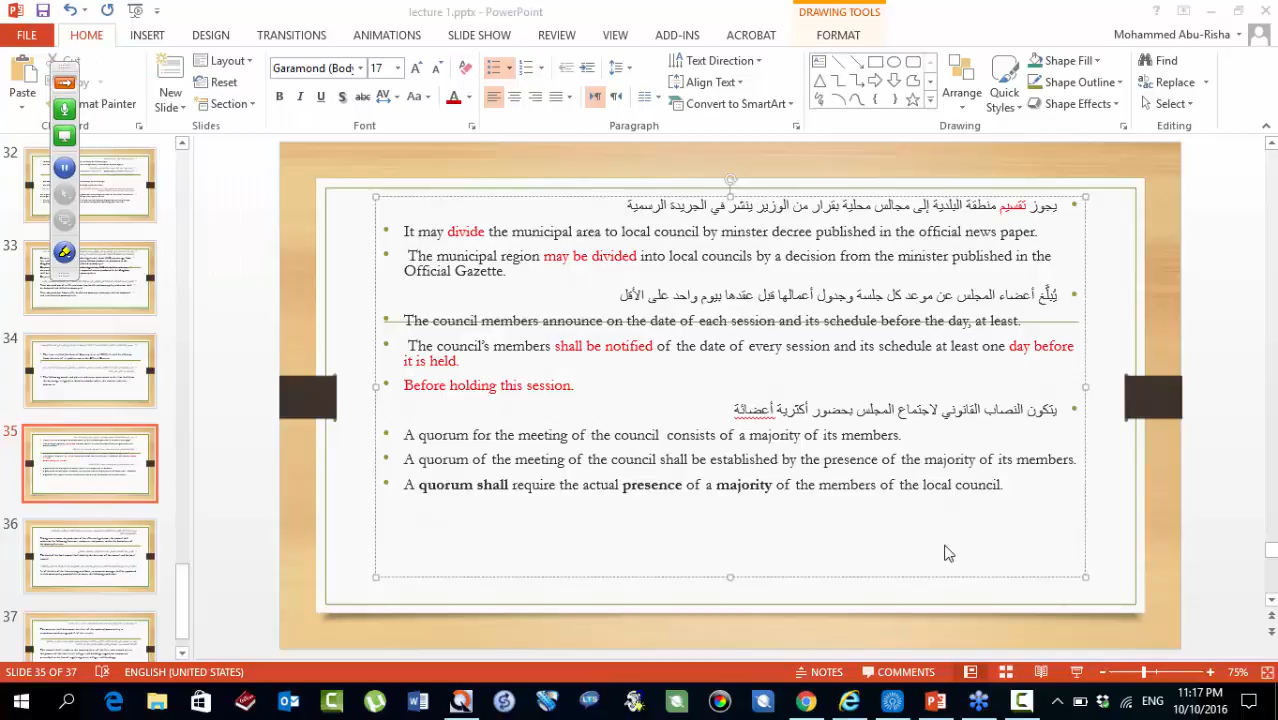 lecture 1.pptx - PowerPoint
DRAWING TOOLS
FILE
HOME
INSERT
DESIGN
TRANSITIONS
ANIMATIONS
SLIDE SHOW
REVIEW
VIEW
ADD-INS
ACROBAT
FORMAT
Mohammed Abu-Risha
Cut
Paste
Format Painter
New
Slide
Layout
Reset
Section
Slides
Garamond (Body
17
Font
Text Direction
Align Text
Convert to SmartArt
Paragraph
Arrange
Quick
Styles
Shape Fill
Shape Outline
Shape Effects
Drawing
Find
Replace
Select
Editing
32
33
34
35
36
37
يجوز تقسيم منطقة البلدية إلى مجالس محلية بقرار من الوزير ينشر في الجريدة الرسمية
It may divide the municipal area to local council by minster decree published in the official news paper.
The municipal region may be divided into local councils by a decision from the minister published in the
Official Gazette.
يُبلَّغ أعضاء المجلس عن موعد كل جلسة وجدول أعمالها قبل عقدها بيوم واحد على الأقل
The council members announce on the date of each session and its schedule before the day, at least.
The council's members shall be notified of the date of every session and its schedule at least one day before
it is held.
Before holding this session.
يتكون النصاب القانوني لاجتماع المجلس بحضور أكثرية أعضائة
A quorum for the meeting of the council consists of majority of its members.
A quorum of the meeting of the council shall be established by the presence of the majority of its members.
A quorum shall require the actual presence of a majority of the members of the local council.
SLIDE 35 OF 37
ENGLISH (UNITED STATES)
NOTES
COMMENTS
75%
LTS
ENG
11:17 PM
10/10/2016